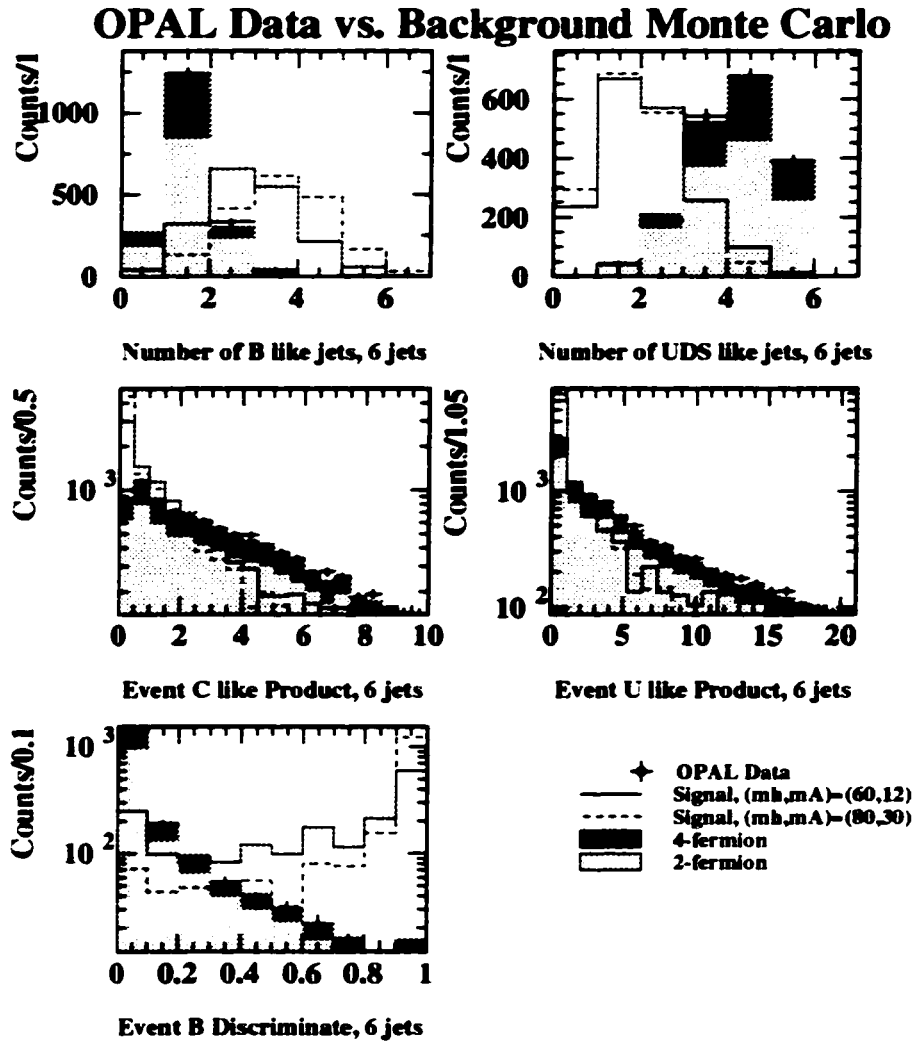 OPAL Data vs. Background Monte Carlo
Counts/1
1000
500
0
0 2 4 6
Number of B like jets, 6 jets
Counts/1
600
400
200
0
0 2 4 6
Number of UDS like jets, 6 jets
Counts/0.5
10 3
0 2 4 6 8 10
Event C like Product, 6 jets
Counts/1.05
10 3
10 2
0 5 10 15 20
Event U like Product, 6 jets
Counts/0.1
10 3
10 2
0 0.2 0.4 0.6 0.8 1
Event B Discriminate, 6 jets
OPAL Data
Signal, (mh,mA)=(60,12)
Signal, (mh,mA)=(80,30)
4-fermion
2-fermion